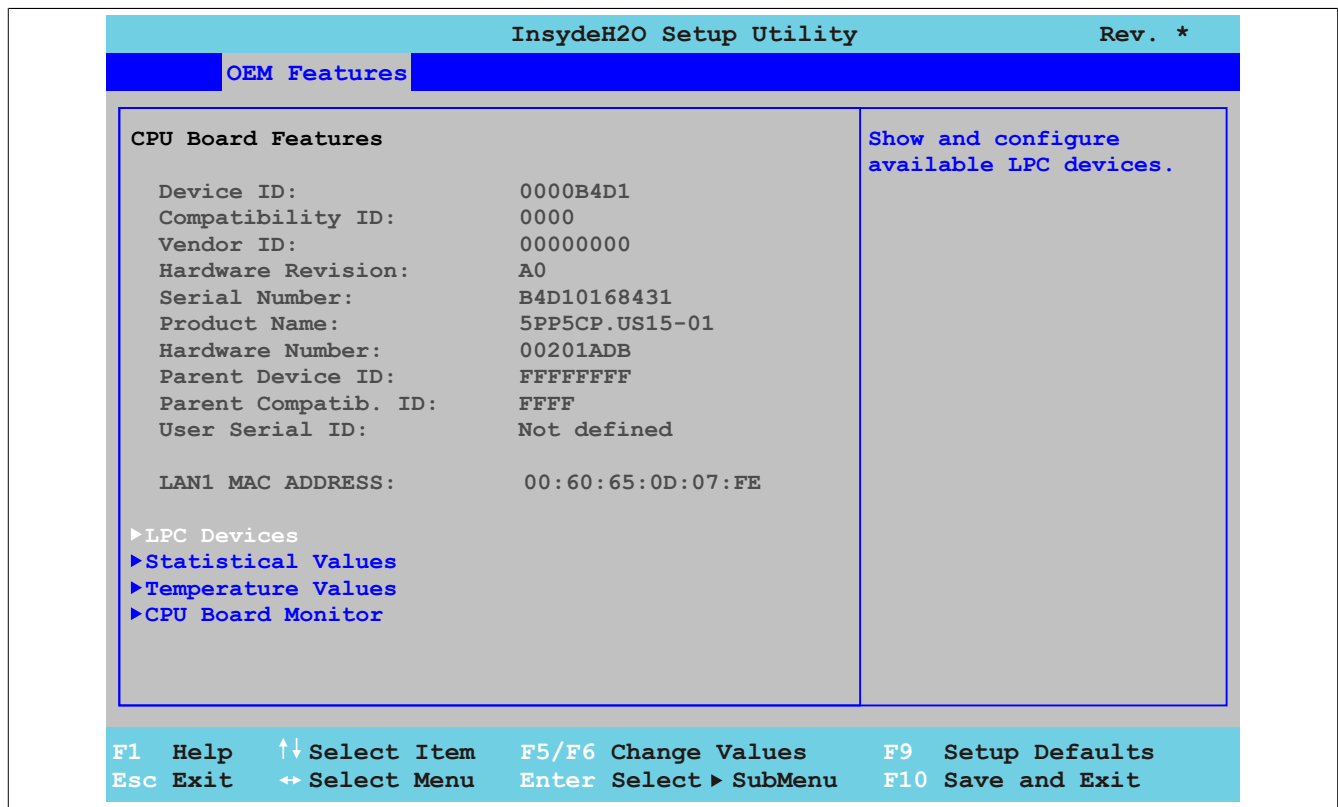 InsydeH2O Setup Utility Rev. *
OEM Features
CPU Board Features
Show and configure
available LPC devices.
Device ID: 0000B4D1
Compatibility ID: 0000
Vendor ID: 00000000
Hardware Revision: A0
Serial Number: B4D10168431
Product Name: 5PP5CP.US15-01
Hardware Number: 00201ADB
Parent Device ID: FFFFFFFF
Parent Compatib. ID: FFFF
User Serial ID: Not defined
LAN1 MAC ADDRESS: 00:60:65:0D:07:FE
▶LPC Devices
▶Statistical Values
▶Temperature Values
▶CPU Board Monitor
F1 Help ↑↓ Select Item F5/F6 Change Values F9 Setup Defaults
Esc Exit ↔ Select Menu Enter Select ▶ SubMenu F10 Save and Exit